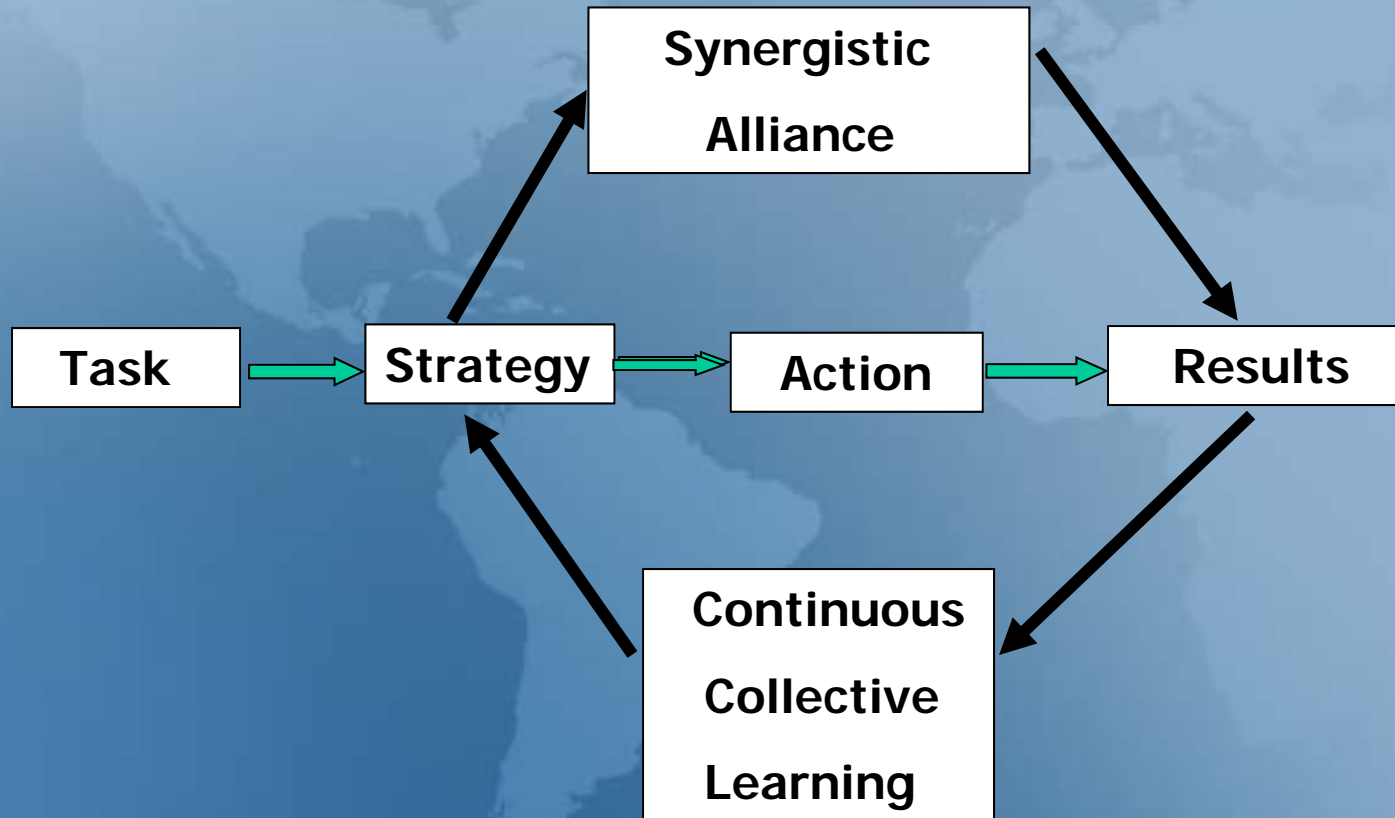 Synergistic
Alliance
Task
Strategy
Action
Results
Continuous
Collective
Learning